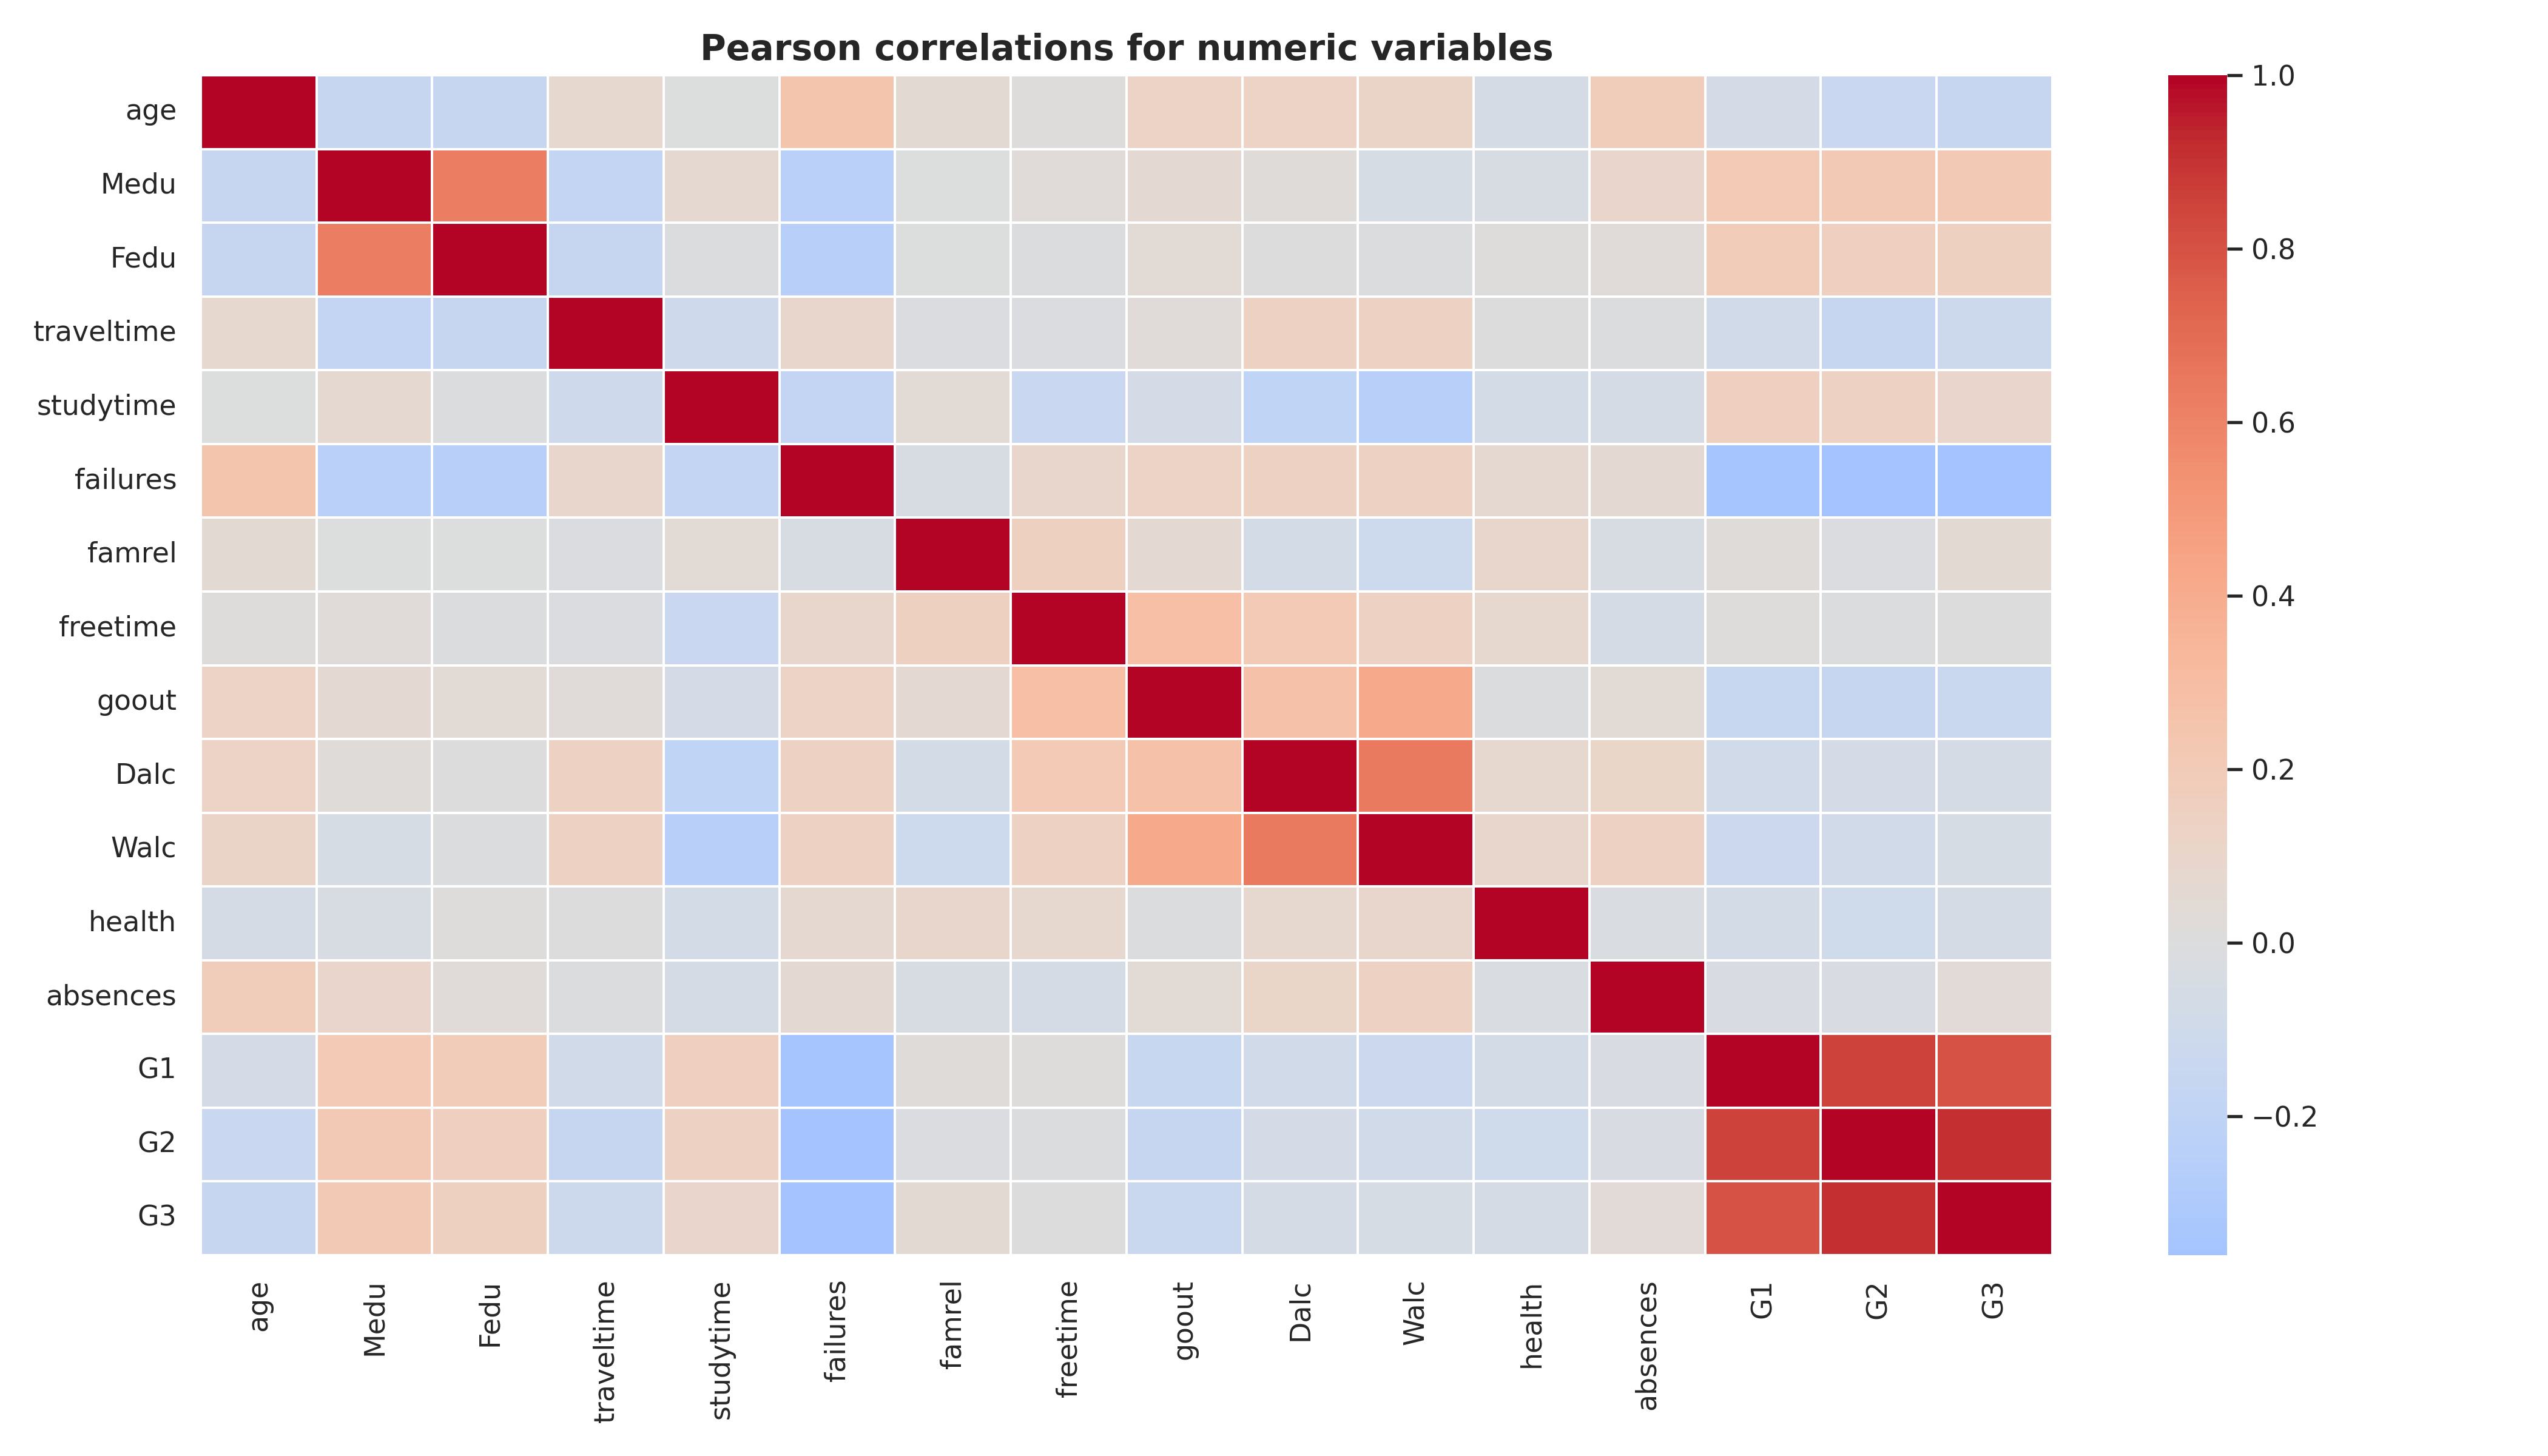 Pearson correlations for numeric variables
age
Medu
Fedu
traveltime
studytime
failures
famrel
freetime
goout
Dalc
Walc
health
absences
G1
G2
G3
age
Medu
Fedu
traveltime
studytime
failures
famrel
freetime
goout
Dalc
Walc
health
absences
G1
G2
G3
1.0
0.8
0.6
0.4
0.2
0.0
−0.2